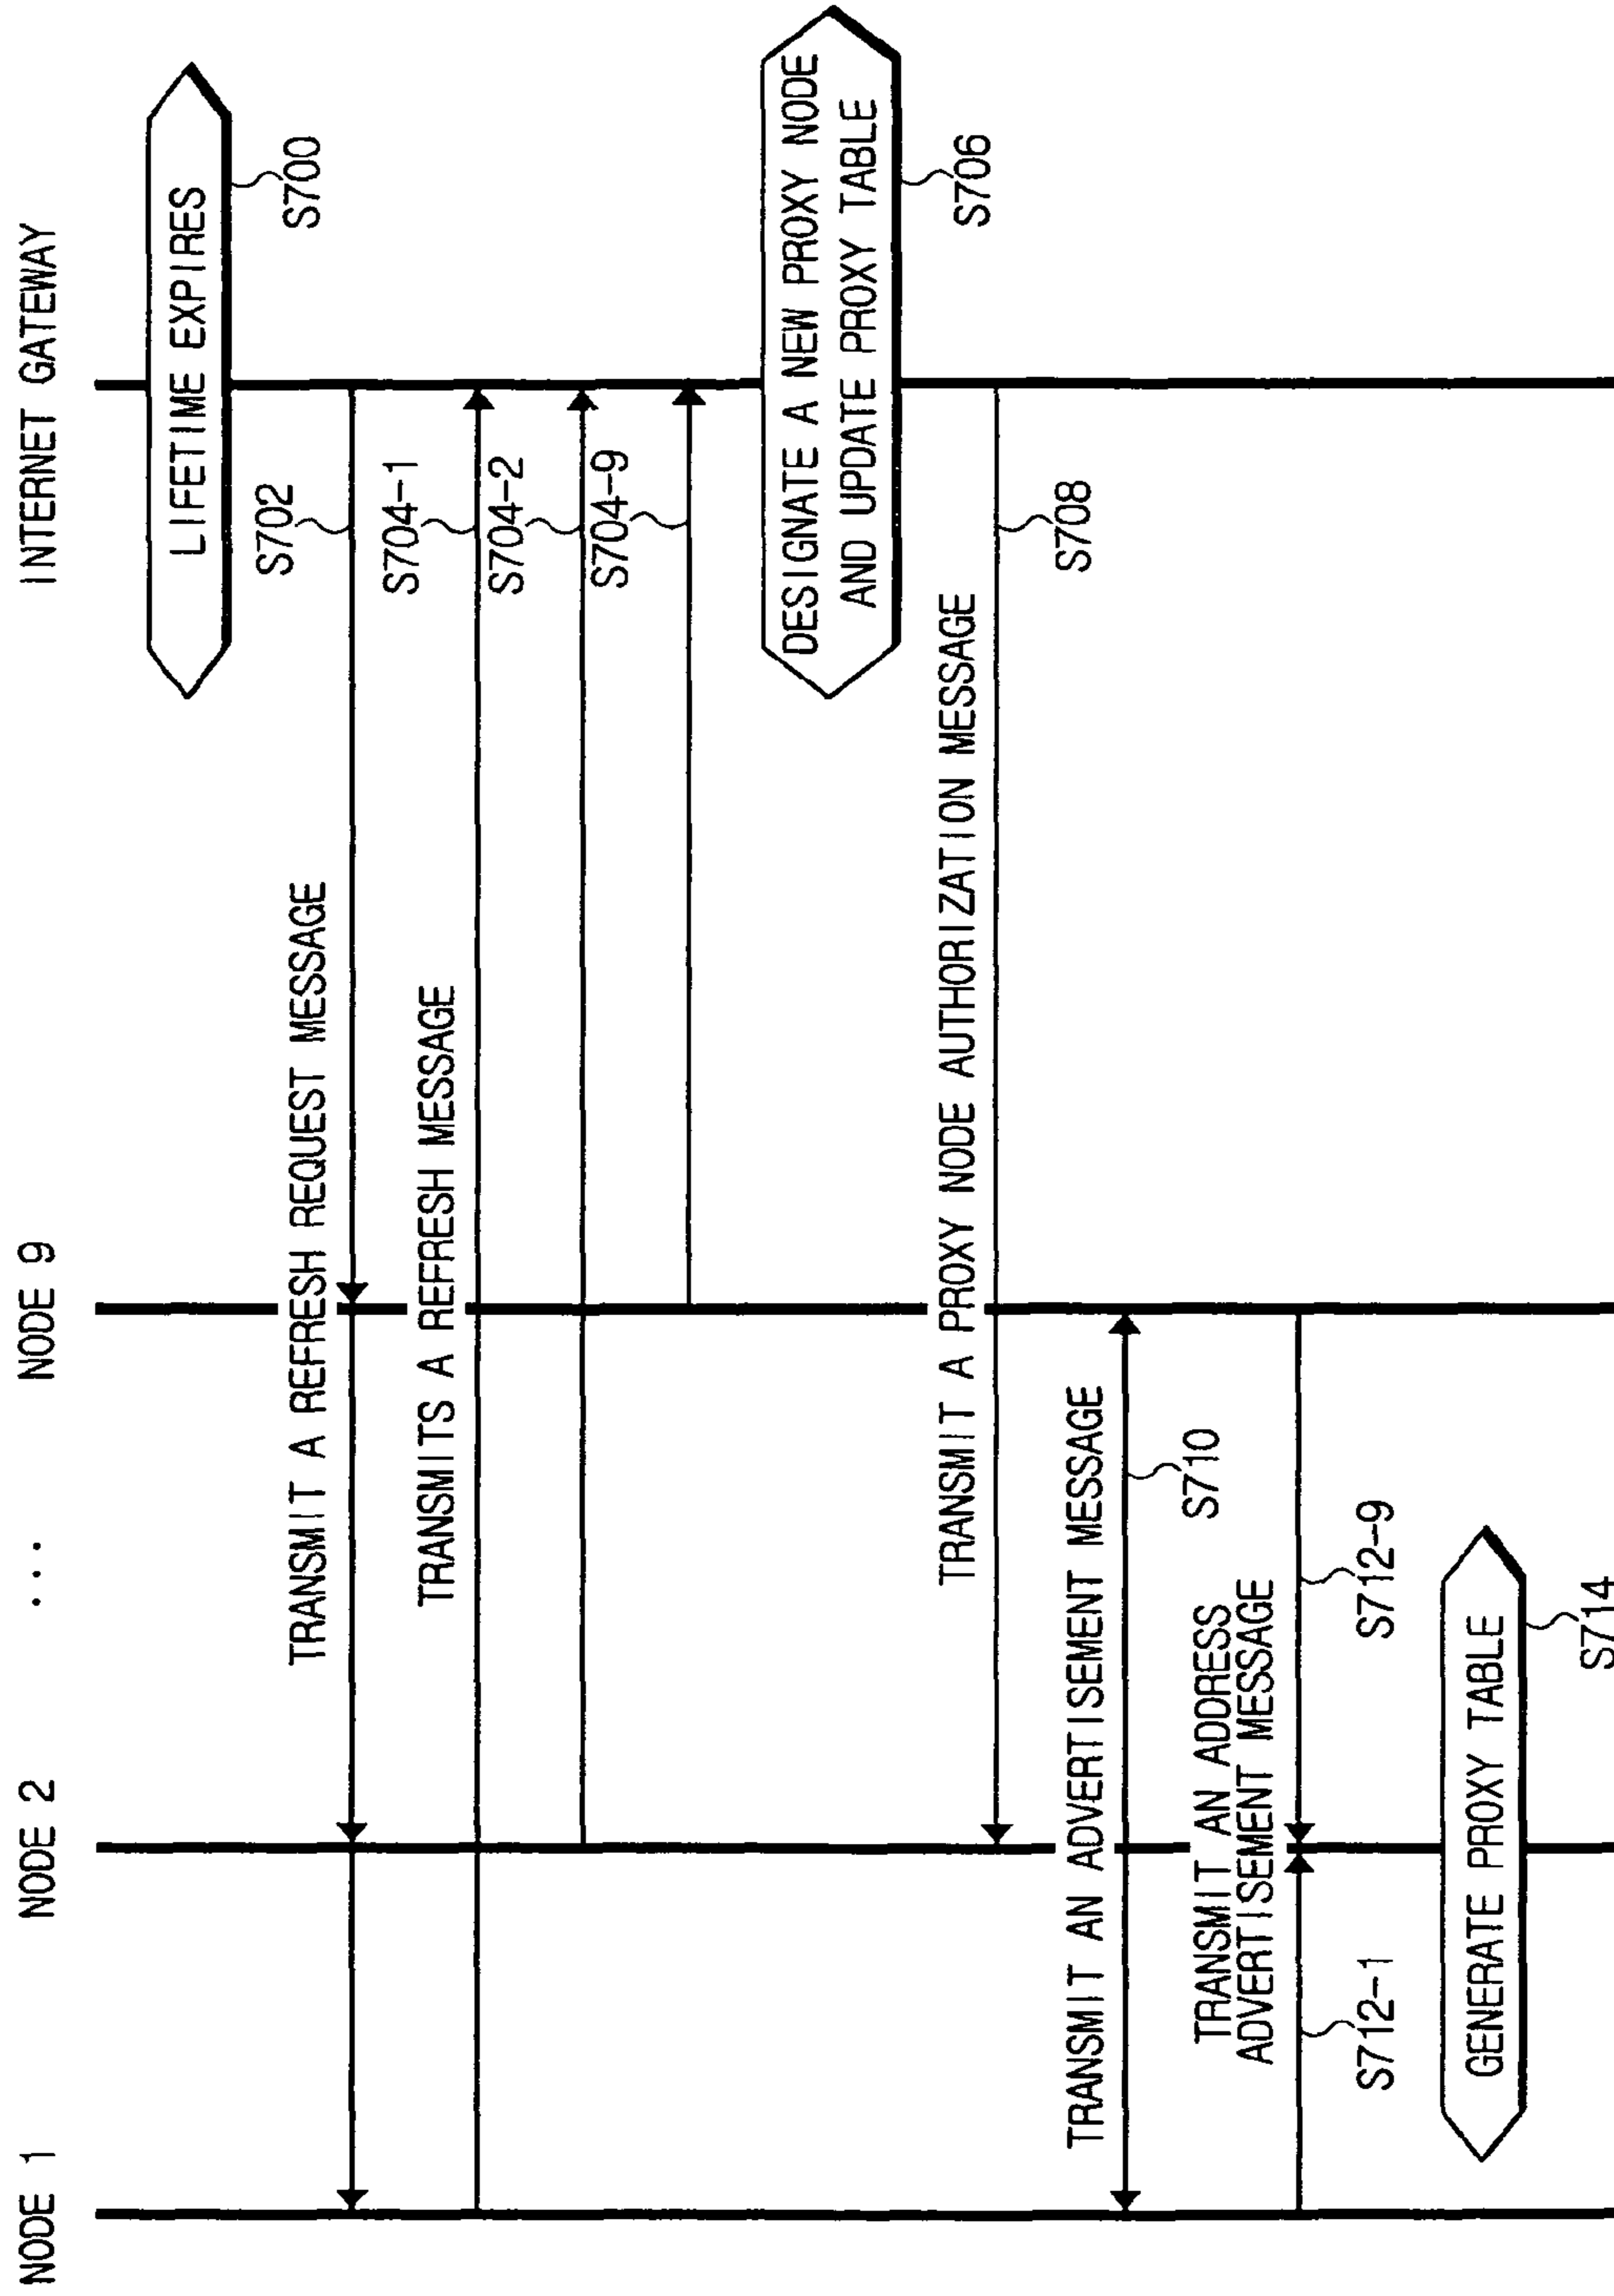 NODE 1
NODE 2
...
NODE 9
INTERNET GATEWAY
LIFETIME EXPIRES
S700
S702
TRANSMIT A REFRESH REQUEST MESSAGE
S704-1
TRANSMITS A REFRESH MESSAGE
S704-2
S704-9
DESIGNATE A NEW PROXY NODE
AND UPDATE PROXY TABLE
S706
TRANSMIT A PROXY NODE AUTHORIZATION MESSAGE
S708
TRANSMIT AN ADVERTISEMENT MESSAGE
S710
TRANSMIT AN ADDRESS
ADVERTISEMENT MESSAGE
S712-1
S712-9
GENERATE PROXY TABLE
S714